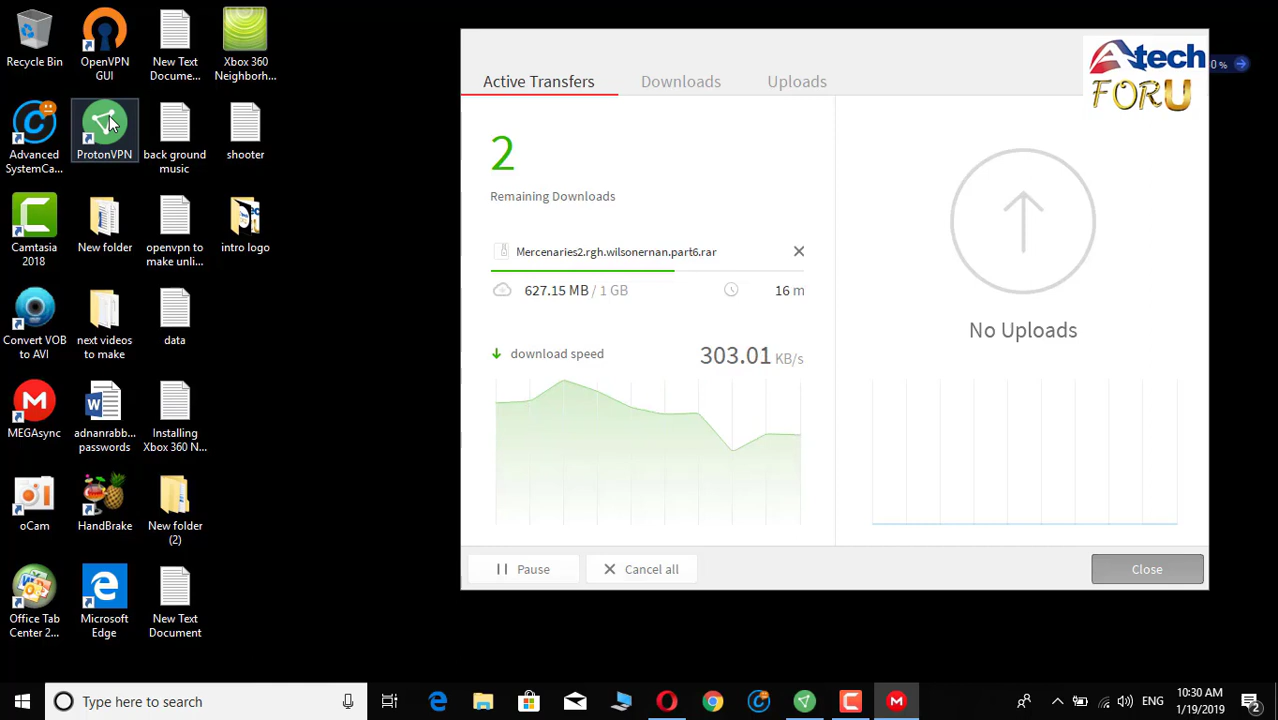 Recycle Bin
OpenVPN
GUI
New Text
Docume...
Xbox 360
Neighborh...
Advanced
SystemCa...
ProtonVPN
back ground
music
shooter
Camtasia
2018
New folder
openvpn to
make unli...
intro logo
Convert VOB
to AVI
next videos
to make
data
MEGAsync
adnanrabb...
passwords
Installing
Xbox 360 N...
oCam
HandBrake
New folder
(2)
Office Tab
Center 2...
Microsoft
Edge
New Text
Document
Active Transfers
Downloads
Uploads
Atech
FORU
0 %
2
Remaining Downloads
Mercenaries2.rgh.wilsonernan.part6.rar
627.15 MB / 1 GB
16 m
download speed
303.01 KB/s
No Uploads
Pause
Cancel all
Close
Type here to search
ENG
10:30 AM
1/19/2019
2